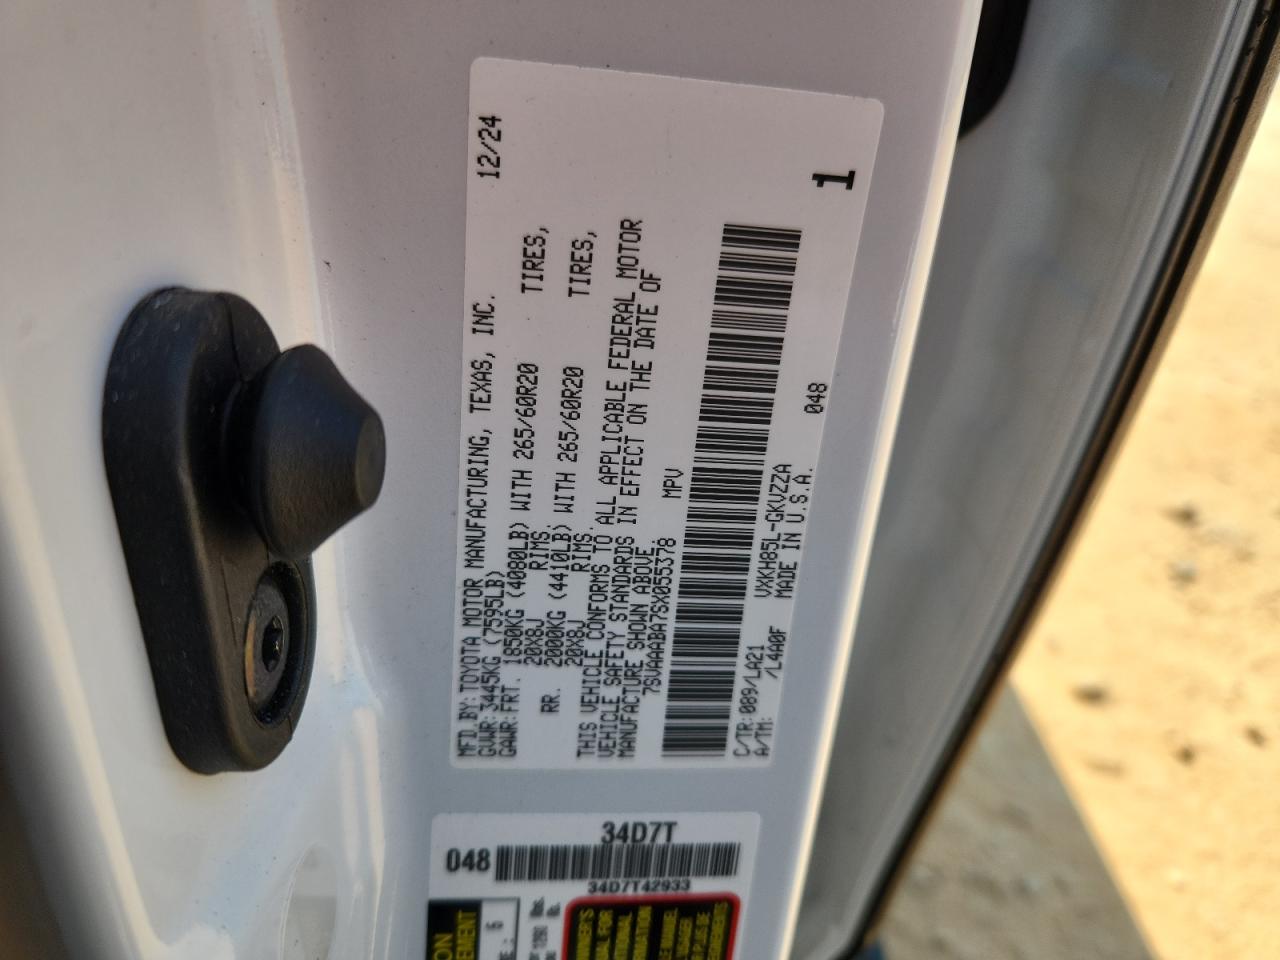 MFD.BY:TOYOTA MOTOR MANUFACTURING, TEXAS, INC. 12/24
GVWR:3445KG (7595LB)
GAWR:FRT. 1850KG (4080LB) WITH 265/60R20 TIRES,
20X8J RIMS.
RR. 2000KG (4410LB) WITH 265/60R20 TIRES,
20X8J RIMS.
THIS VEHICLE CONFORMS TO ALL APPLICABLE FEDERAL MOTOR
VEHICLE SAFETY STANDARDS IN EFFECT ON THE DATE OF
MANUFACTURE SHOWN ABOVE.
7SVAAABA7SX055378 MPV
C/TR:089/LA21 VXKH85L-GKVZZA
A/TM: /L4A0F MADE IN U.S.A. 048
1
34D7T
048
34D7T42933